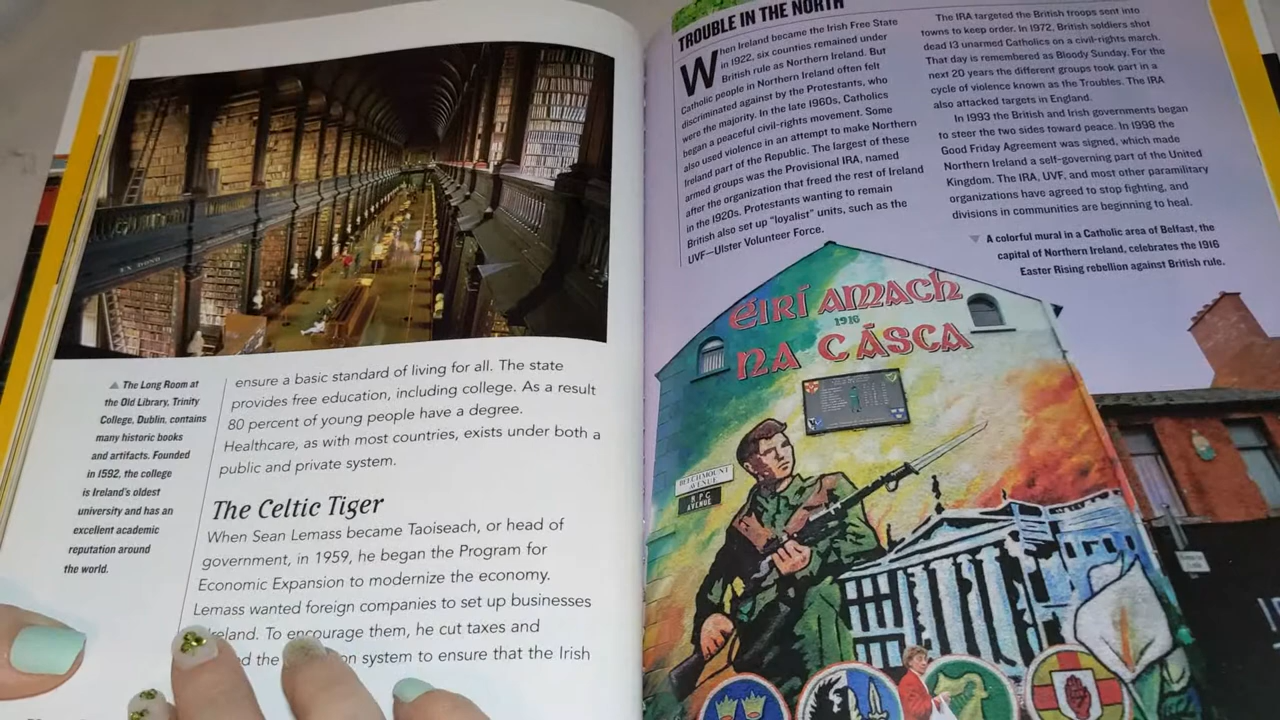 EX DONO
▲ The Long Room at
the Old Library, Trinity
College, Dublin, contains
many historic books
and artifacts. Founded
in 1592, the college
is Ireland's oldest
university and has an
excellent academic
reputation around
the world.
ensure a basic standard of living for all. The state
provides free education, including college. As a result
80 percent of young people have a degree.
Healthcare, as with most countries, exists under both a
public and private system.
The Celtic Tiger
When Sean Lemass became Taoiseach, or head of
government, in 1959, he began the Program for
Economic Expansion to modernize the economy.
Lemass wanted foreign companies to set up businesses
Ireland. To encourage them, he cut taxes and
the on system to ensure that the Irish
TROUBLE IN THE NORTH
When Ireland became the Irish Free State
in 1922, six counties remained under
British rule as Northern Ireland. But
Catholic people in Northern Ireland often felt
discriminated against by the Protestants, who
were the majority. In the late 1960s, Catholics
began a peaceful civil-rights movement. Some
also used violence in an attempt to make Northern
Ireland part of the Republic. The largest of these
armed groups was the Provisional IRA, named
after the organization that freed the rest of Ireland
in the 1920s. Protestants wanting to remain
British also set up "loyalist" units, such as the
UVF—Ulster Volunteer Force.
The IRA targeted the British troops sent into
towns to keep order. In 1972, British soldiers shot
dead 13 unarmed Catholics on a civil-rights march.
That day is remembered as Bloody Sunday. For the
next 20 years the different groups took part in a
cycle of violence known as the Troubles. The IRA
also attacked targets in England.
In 1993 the British and Irish governments began
to steer the two sides toward peace. In 1998 the
Good Friday Agreement was signed, which made
Northern Ireland a self-governing part of the United
Kingdom. The IRA, UVF, and most other paramilitary
organizations have agreed to stop fighting, and
divisions in communities are beginning to heal.
▼ A colorful mural in a Catholic area of Belfast, the
capital of Northern Ireland, celebrates the 1916
Easter Rising rebellion against British rule.
ÉIRÍ AMACH
1916
NA CÁSCA
BEECHMOUNT
AVENUE
RPG
AVENUE